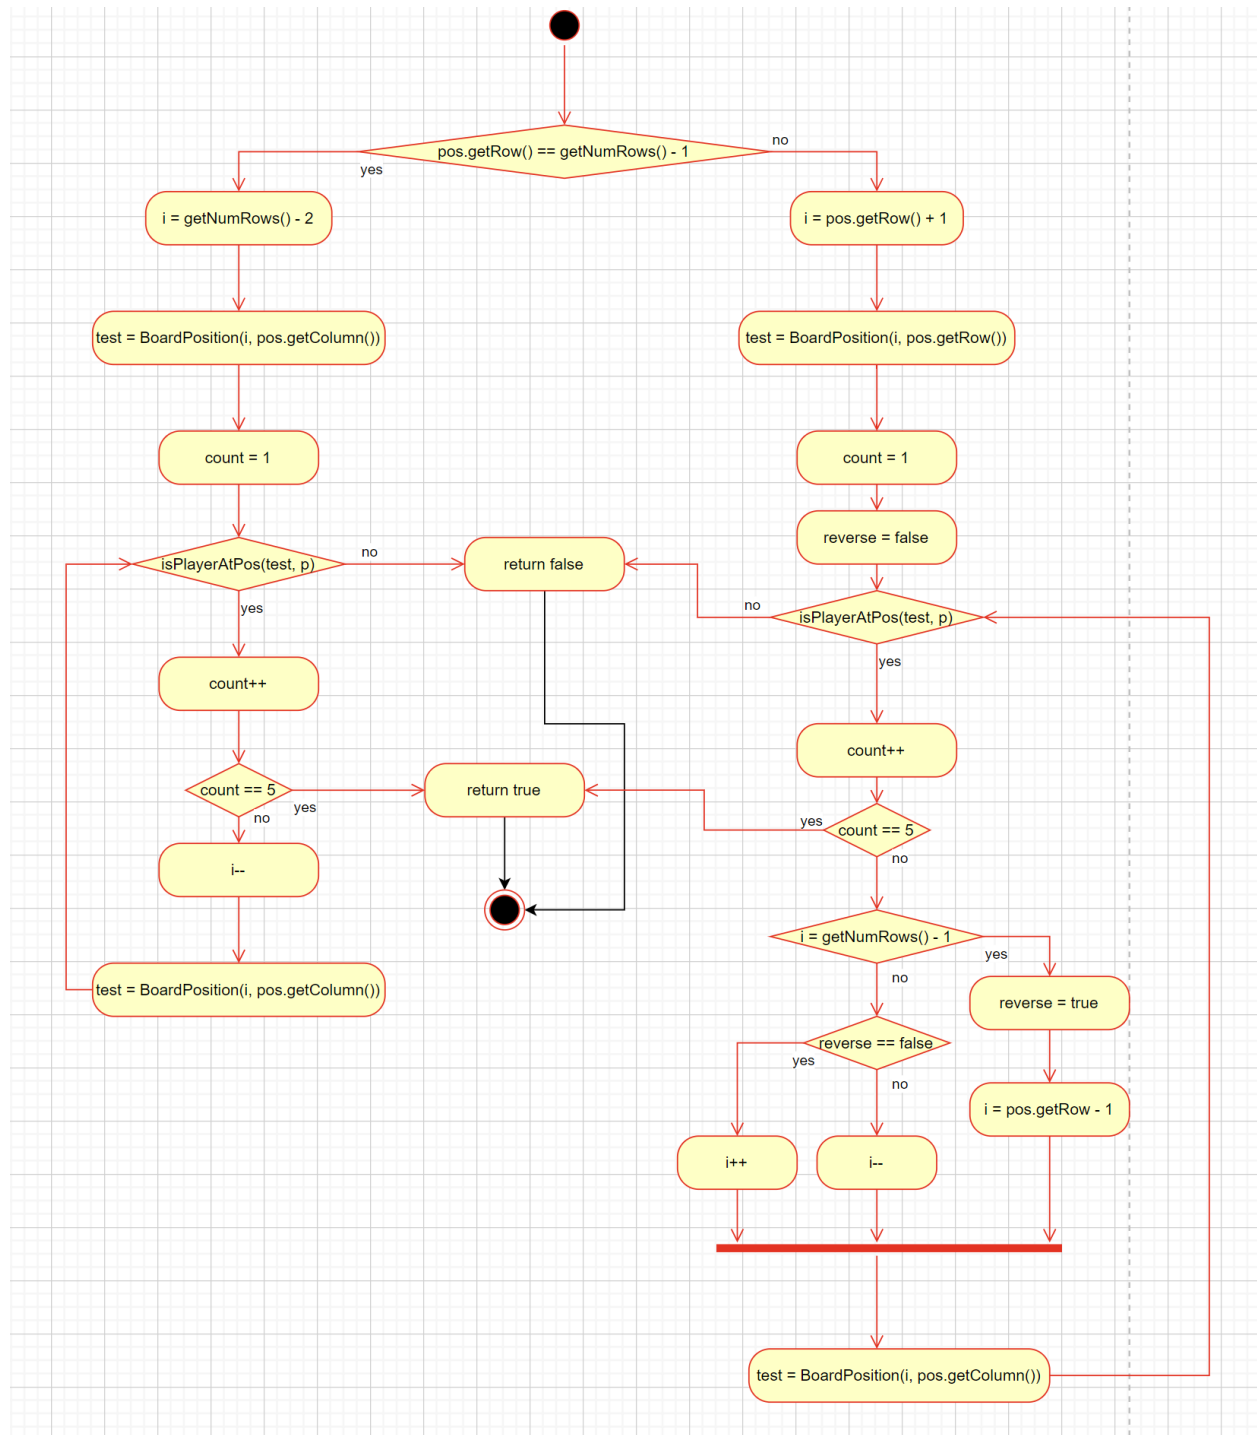 pos.getRow() == getNumRows() - 1
no
yes
i = getNumRows() - 2
i = pos.getRow() + 1
test = BoardPosition(i, pos.getColumn())
test = BoardPosition(i, pos.getRow())
count = 1
count = 1
reverse = false
isPlayerAtPos(test, p)
no
return false
yes
no
isPlayerAtPos(test, p)
yes
count++
count++
count == 5
yes
no
return true
yes
count == 5
no
i--
i = getNumRows() - 1
yes
no
test = BoardPosition(i, pos.getColumn())
reverse = true
reverse == false
yes
no
i = pos.getRow - 1
i++
i--
test = BoardPosition(i, pos.getColumn())